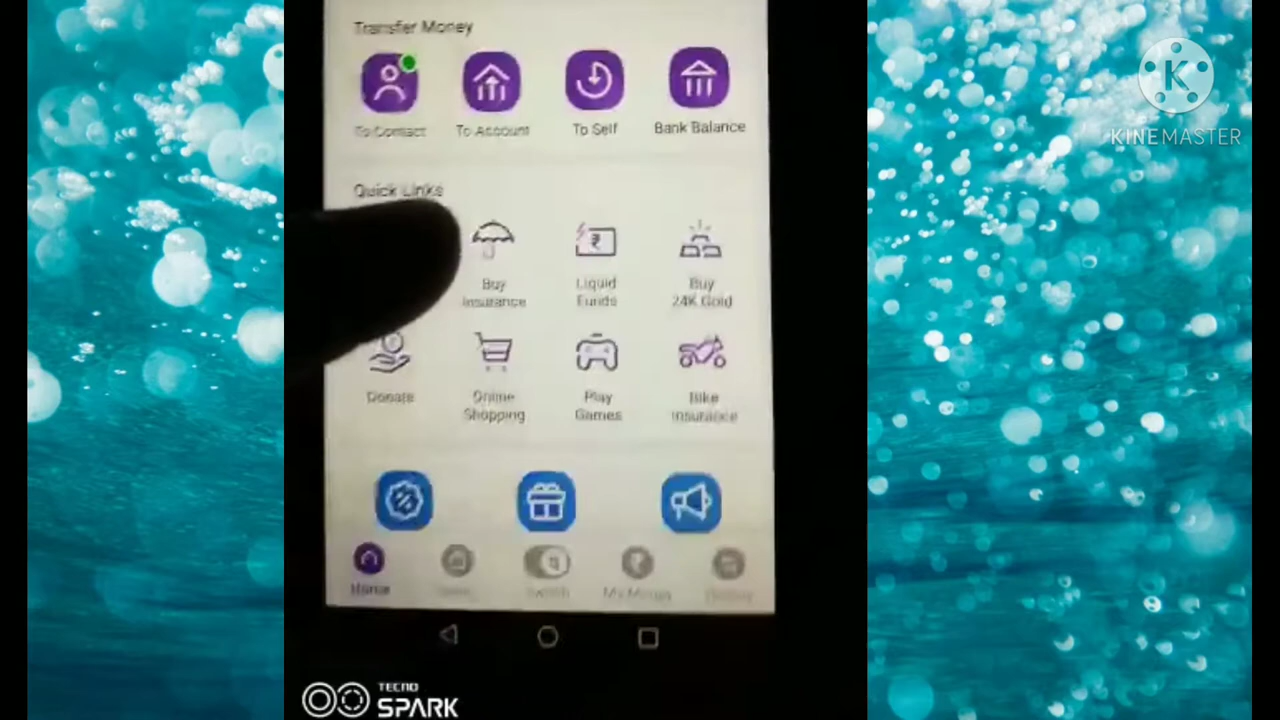 Transfer Money
To Contact
To Account
To Self
Bank Balance
Quick Links
Buy
Insurance
Liquid
Funds
Buy
24K Gold
Donate
Online
Shopping
Play
Games
Bike
Insurance
Home
Switch
My Money
TECNO
SPARK
K
KINEMASTER